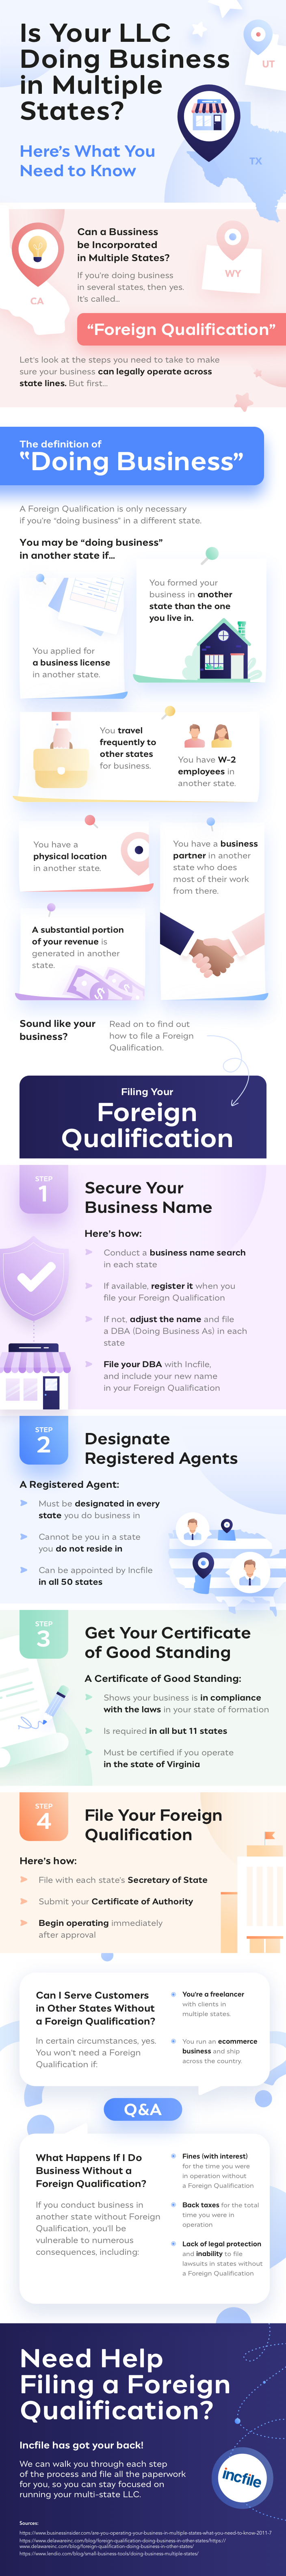 Is Your LLC
Doing Business
in Multiple
States?
UT
TX
Here's What You
Need to Know
CA
Can a Bussiness
be Incorporated
in Multiple States?
If you're doing business
in several states, then yes.
It's called...
WY
"Foreign Qualification"
Let's look at the steps you need to take to make
sure your business can legally operate across
state lines. But first...
The definition of
"Doing Business"
A Foreign Qualification is only necessary
if you're "doing business" in a different state.
You may be "doing business"
in another state if...
You formed your
business in another
state than the one
you live in.
You applied for
a business license
in another state.
You travel
frequently to
other states
for business.
You have W-2
employees in
another state.
You have a
physical location
in another state.
You have a business
partner in another
state who does
most of their work
from there.
A substantial portion
of your revenue is
generated in another
state.
Sound like your
business?
Read on to find out
how to file a Foreign
Qualification.
Filing Your
Foreign
Qualification
STEP
1
Secure Your
Business Name
Here's how:
Conduct a business name search
in each state
If available, register it when you
file your Foreign Qualification
If not, adjust the name and file
a DBA (Doing Business As) in each
state
File your DBA with Incfile,
and include your new name
in your Foreign Qualification
STEP
2
Designate
Registered Agents
A Registered Agent:
Must be designated in every
state you do business in
Cannot be you in a state
you do not reside in
Can be appointed by Incfile
in all 50 states
STEP
3
Get Your Certificate
of Good Standing
A Certificate of Good Standing:
Shows your business is in compliance
with the laws in your state of formation
Is required in all but 11 states
Must be certified if you operate
in the state of Virginia
STEP
4
File Your Foreign
Qualification
Here's how:
File with each state's Secretary of State
Submit your Certificate of Authority
Begin operating immediately
after approval
Can I Serve Customers
in Other States Without
a Foreign Qualification?
In certain circumstances, yes.
You won't need a Foreign
Qualification if:
You're a freelancer
with clients in
multiple states.
You run an ecommerce
business and ship
across the country.
Q&A
What Happens If I Do
Business Without a
Foreign Qualification?
If you conduct business in
another state without Foreign
Qualification, you'll be
vulnerable to numerous
consequences, including:
Fines (with interest)
for the time you were
in operation without
a Foreign Qualification
Back taxes for the total
time you were in
operation
Lack of legal protection
and inability to file
lawsuits in states without
a Foreign Qualification
Need Help
Filing a Foreign
Qualification?
Incfile has got your back!
We can walk you through each step
of the process and file all the paperwork
for you, so you can stay focused on
running your multi-state LLC.
incfile
Sources:
https://www.businessinsider.com/are-you-operating-your-business-in-multiple-states-what-you-need-to-know-2011-7
https://www.delawareinc.com/blog/foreign-qualification-doing-business-in-other-states/https://
www.delawareinc.com/blog/foreign-qualification-doing-business-in-other-states/
https://www.lendio.com/blog/small-business-tools/doing-business-multiple-states/